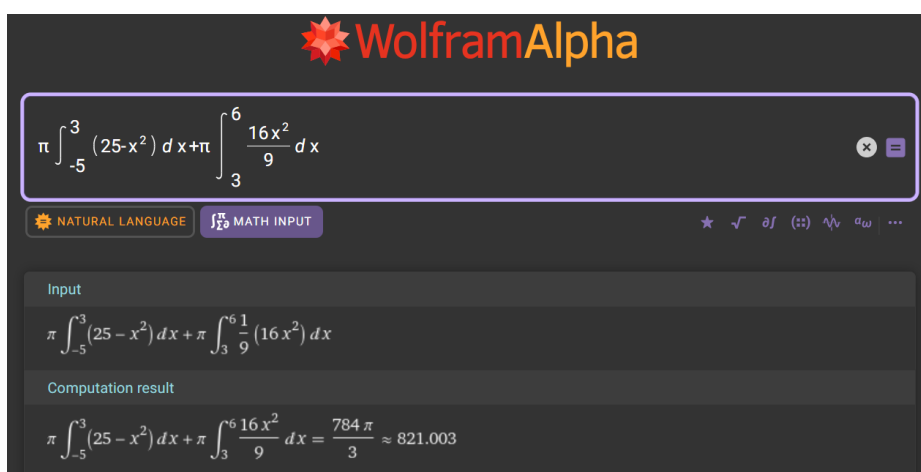 WolframAlpha
π ∫_{-5}^{3} (25-x²) d x+π ∫_{3}^{6} 16x²/9 d x
NATURAL LANGUAGE ∫Σ∂π MATH INPUT √ ∂∫ (::) αω ...
Input
π ∫_{-5}^{3} (25 – x²) dx + π ∫_{3}^{6} 1/9 (16 x²) dx
Computation result
π ∫_{-5}^{3} (25 – x²) dx + π ∫_{3}^{6} 16 x²/9 dx = 784 π/3 ≈ 821.003